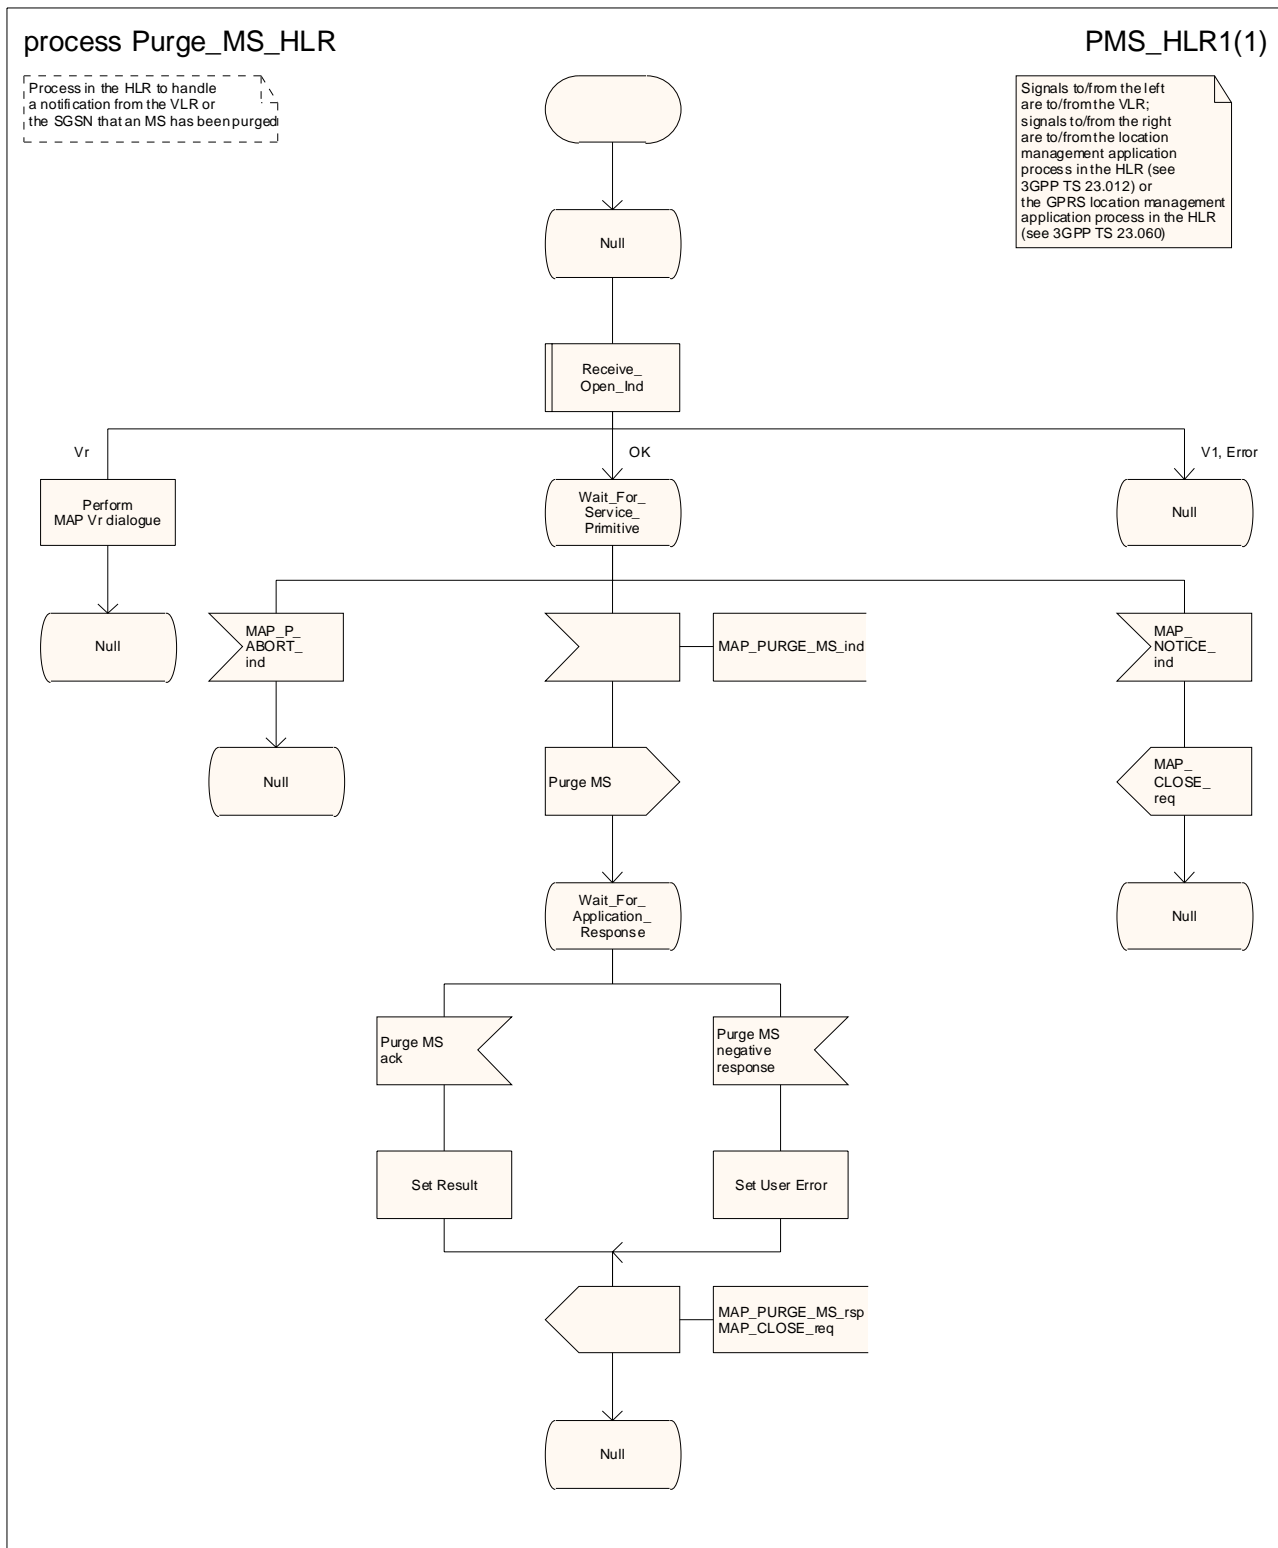 process Purge_MS_HLR
PMS_HLR1(1)
Process in the HLR to handle
a notification from the VLR or
the SGSN that an MS has been purged
Signals to/from the left
are to/from the VLR;
signals to/from the right
are to/from the location
management application
process in the HLR (see
3GPP TS 23.012) or
the GPRS location management
application process in the HLR
(see 3GPP TS 23.060)
Null
Receive_
Open_Ind
Vr
OK
V1, Error
Perform
MAP Vr dialogue
Wait_For_
Service_
Primitive
Null
Null
MAP_P_
ABORT_
ind
MAP_PURGE_MS_ind
MAP_
NOTICE_
ind
Null
Purge MS
MAP_
CLOSE_
req
Wait_For_
Application_
Response
Null
Purge MS
ack
Purge MS
negative
response
Set Result
Set User Error
MAP_PURGE_MS_rsp
MAP_CLOSE_req
Null